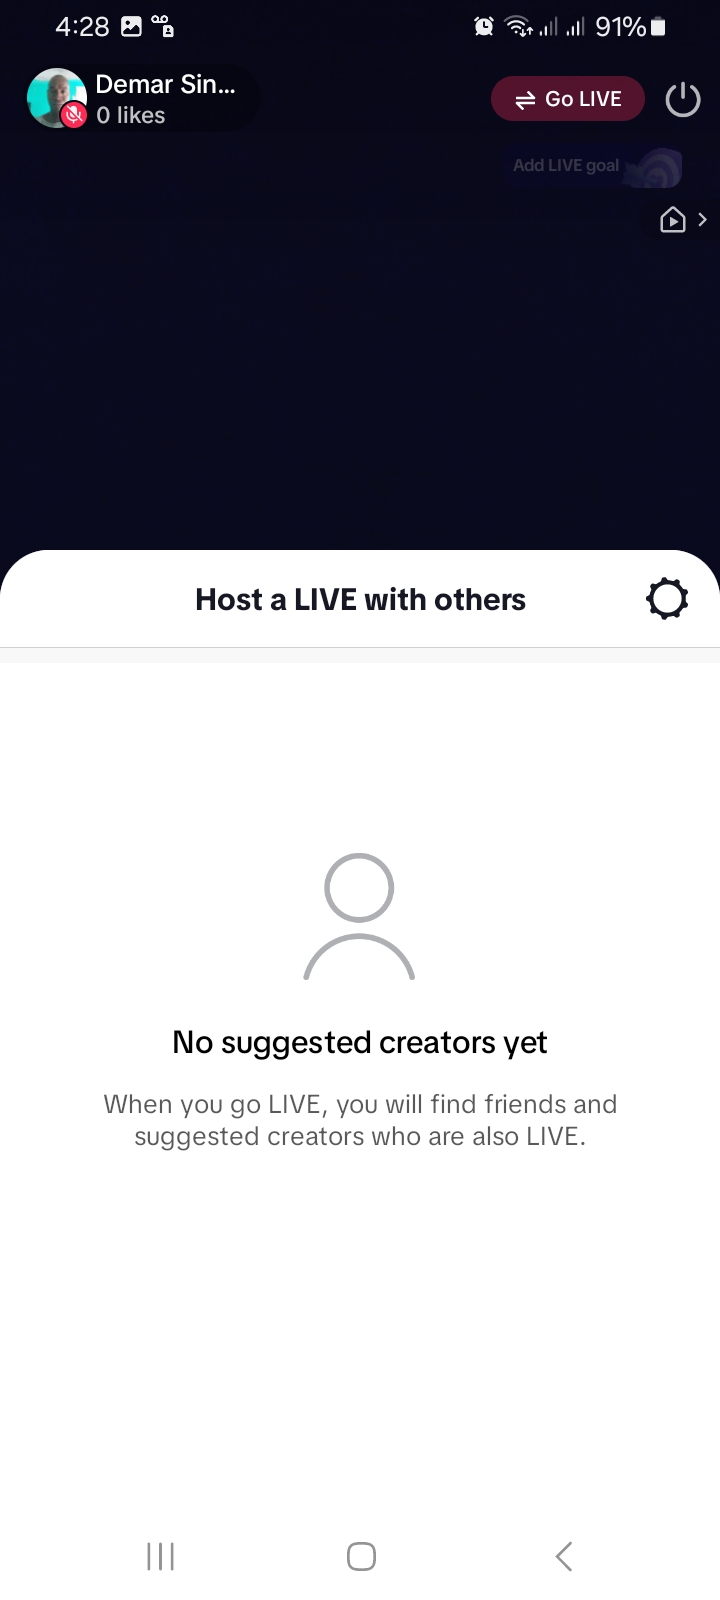 4:28
91%
Demar Sin...
0 likes
Go LIVE
Add LIVE goal
Host a LIVE with others
No suggested creators yet
When you go LIVE, you will find friends and
suggested creators who are also LIVE.